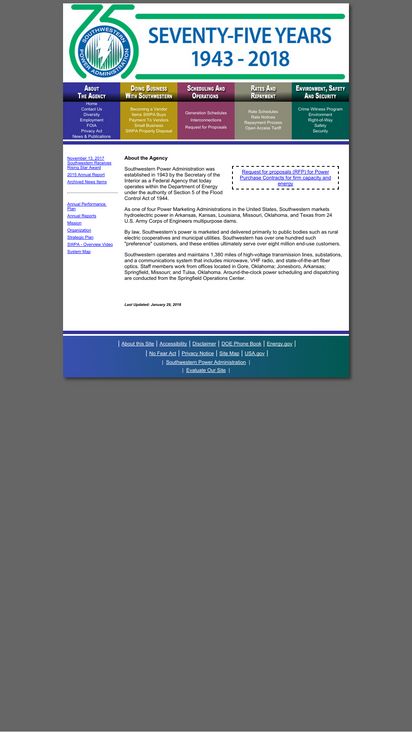 75
SOUTHWESTERN
POWER ADMINISTRATION
SEVENTY-FIVE YEARS
1943 - 2018
ABOUT
THE AGENCY
DOING BUSINESS
WITH SOUTHWESTERN
SCHEDULING AND
OPERATIONS
RATES AND
REPAYMENT
ENVIRONMENT, SAFETY
AND SECURITY
Home
Contact Us
Diversity
Employment
FOIA
Privacy Act
News & Publications
Becoming a Vendor
Items SWPA Buys
Payment To Vendors
Small Business
SWPA Property Disposal
Generation Schedules
Interconnections
Request for Proposals
Rate Schedules
Rate Notices
Repayment Process
Open Access Tariff
Crime Witness Program
Environment
Right-of-Way
Safety
Security
November 13, 2017
Southwestern Receives
Rising Star Award
2015 Annual Report
Archived News Items
Annual Performance
Plan
Annual Reports
Mission
Organization
Strategic Plan
SWPA - Overview Video
System Map
About the Agency
Southwestern Power Administration was
established in 1943 by the Secretary of the
Interior as a Federal Agency that today
operates within the Department of Energy
under the authority of Section 5 of the Flood
Control Act of 1944.
Request for proposals (RFP) for Power
Purchase Contracts for firm capacity and
energy
As one of four Power Marketing Administrations in the United States, Southwestern markets
hydroelectric power in Arkansas, Kansas, Louisiana, Missouri, Oklahoma, and Texas from 24
U.S. Army Corps of Engineers multipurpose dams.
By law, Southwestern's power is marketed and delivered primarily to public bodies such as rural
electric cooperatives and municipal utilities. Southwestern has over one hundred such
"preference" customers, and these entities ultimately serve over eight million end-use customers.
Southwestern operates and maintains 1,380 miles of high-voltage transmission lines, substations,
and a communications system that includes microwave, VHF radio, and state-of-the-art fiber
optics. Staff members work from offices located in Gore, Oklahoma; Jonesboro, Arkansas;
Springfield, Missouri; and Tulsa, Oklahoma. Around-the-clock power scheduling and dispatching
are conducted from the Springfield Operations Center.
Last Updated: January 29, 2018
| About this Site | Accessibility | Disclaimer | DOE Phone Book | Energy.gov |
| No Fear Act | Privacy Notice | Site Map | USA.gov |
| Southwestern Power Administration |
| Evaluate Our Site |